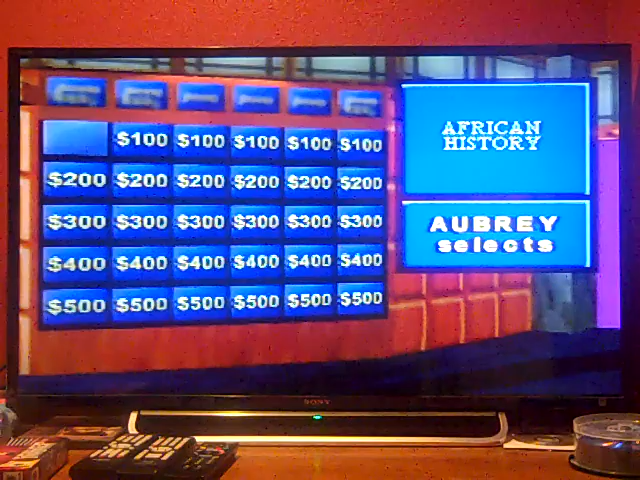 $100 $100 $100 $100 $100
$200 $200 $200 $200 $200 $200
$300 $300 $300 $300 $300 $300
$400 $400 $400 $400 $400 $400
$500 $500 $500 $500 $500 $500
AFRICAN
HISTORY
AUBREY
selects
SONY